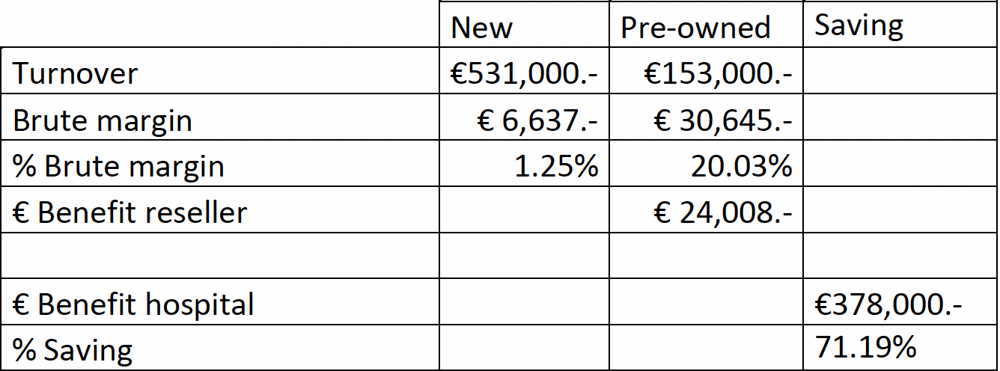 New Pre-owned Saving
Turnover €531,000.- €153,000.-
Brute margin € 6,637.- € 30,645.-
% Brute margin 1.25% 20.03%
€ Benefit reseller € 24,008.-
€ Benefit hospital €378,000.-
% Saving 71.19%